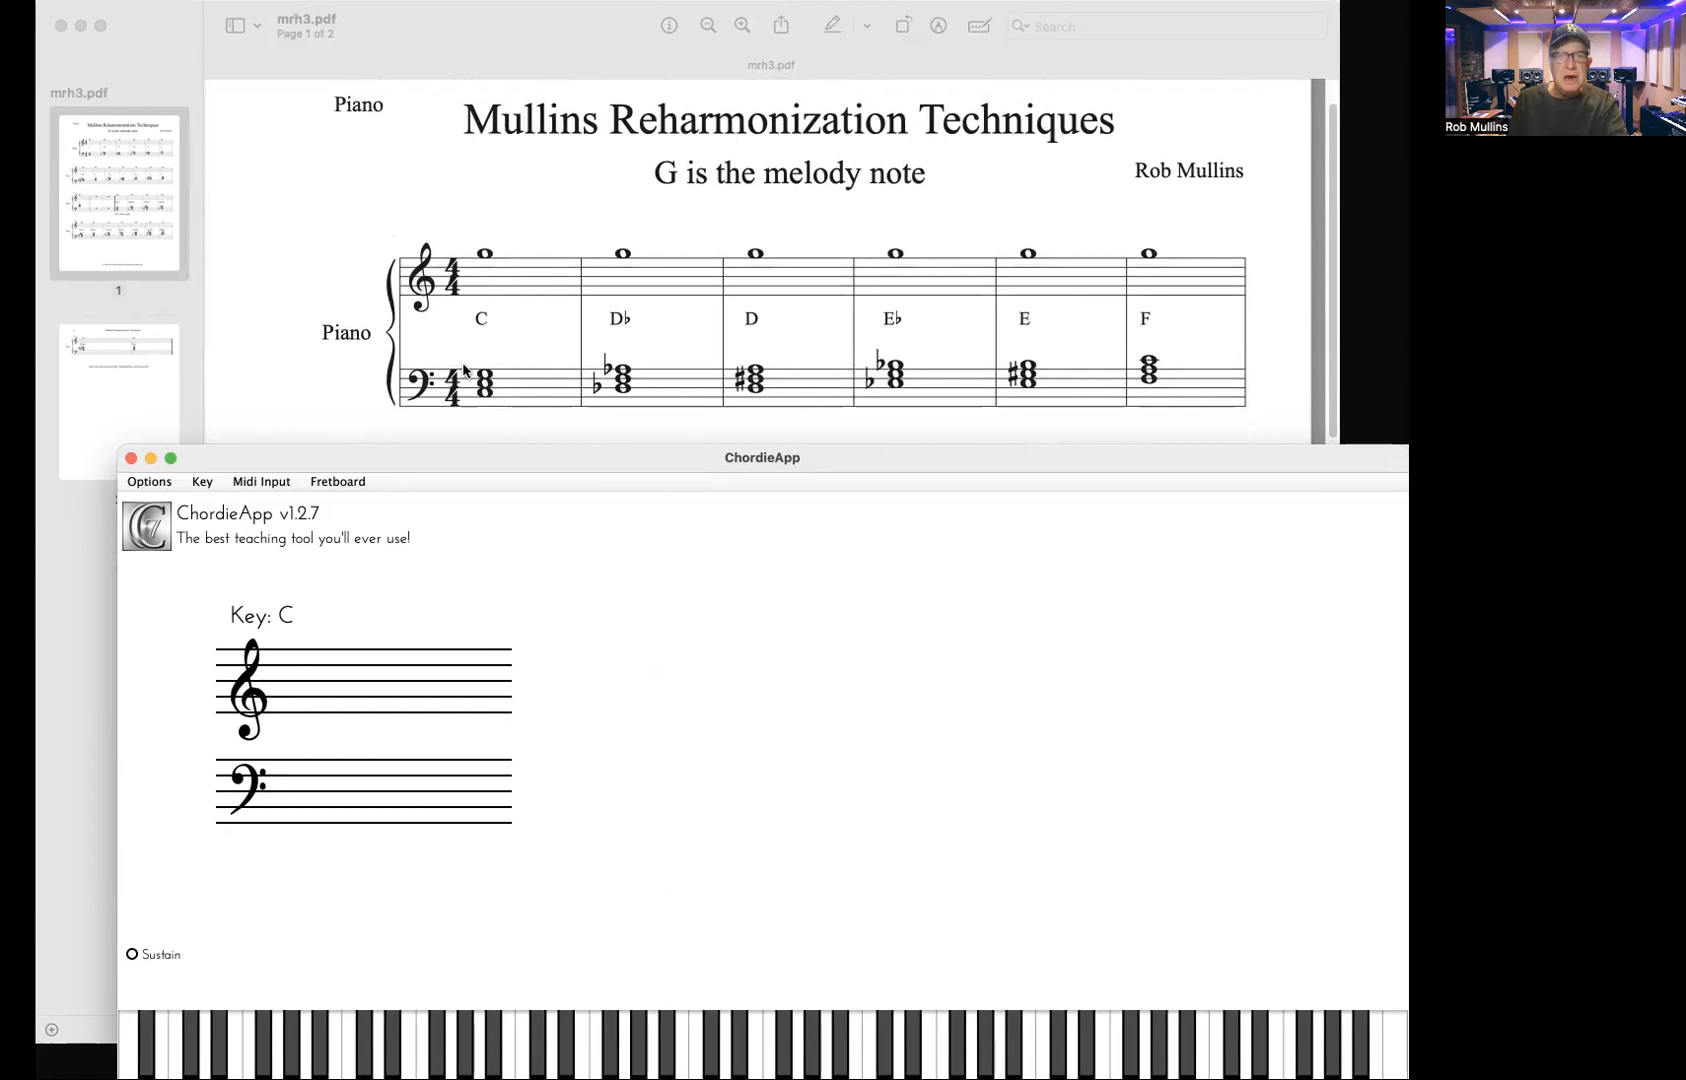 mrh3.pdf
Page 1 of 2
Search
mrh3.pdf
mrh3.pdf
1
Piano
Mullins Reharmonization Techniques
G is the melody note
Rob Mullins
Piano
C D♭ D E♭ E F
Rob Mullins
ChordieApp
Options Key Midi Input Fretboard
C7
ChordieApp v1.2.7
The best teaching tool you'll ever use!
Key: C
Sustain